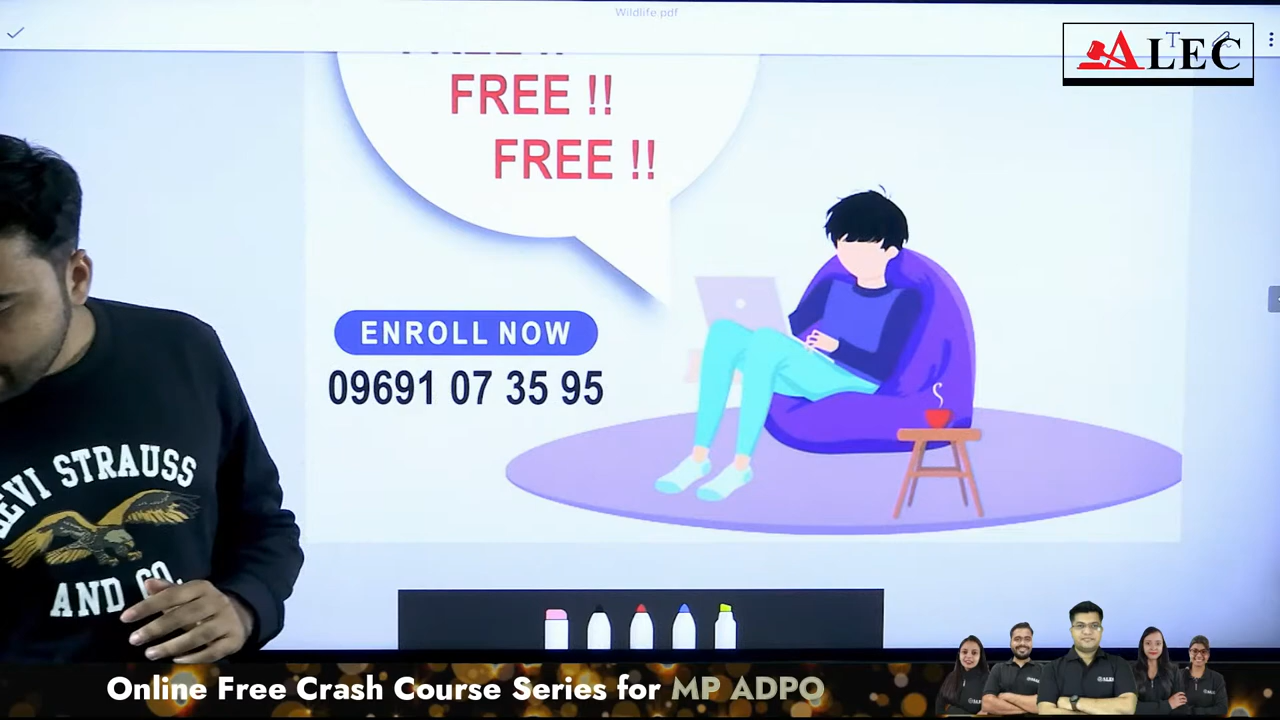 Wildlife.pdf
ALEC
FREE !!
FREE !!
FREE !!
ENROLL NOW
09691 07 35 95
LEVI STRAUSS
AND CO.
Online Free Crash Course Series for MP ADPO